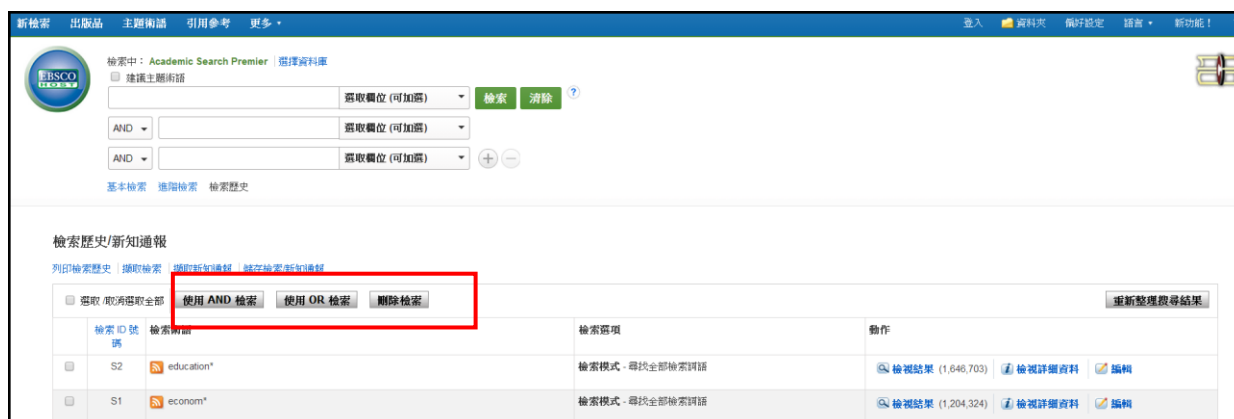 新檢索 出版品 主題術語 引用參考 更多 登入 資料夾 偏好設定 語言 新功能！
EBSCO
HOST
檢索中： Academic Search Premier 選擇資料庫
建議主題術語
選取欄位 (可加選) 檢索 清除 ?
AND 選取欄位 (可加選)
AND 選取欄位 (可加選)
基本檢索 進階檢索 檢索歷史
檢索歷史/新知通報
列印檢索歷史 擷取檢索 擷取新知通報 儲存檢索/新知通報
選取 /取消選取全部 使用 AND 檢索 使用 OR 檢索 刪除檢索 重新整理搜尋結果
檢索 ID 號碼 檢索術語 檢索選項 動作
S2 education* 檢索模式 - 尋找全部檢索詞語 檢視結果 (1,646,703) 檢視詳細資料 編輯
S1 econom* 檢索模式 - 尋找全部檢索詞語 檢視結果 (1,204,324) 檢視詳細資料 編輯